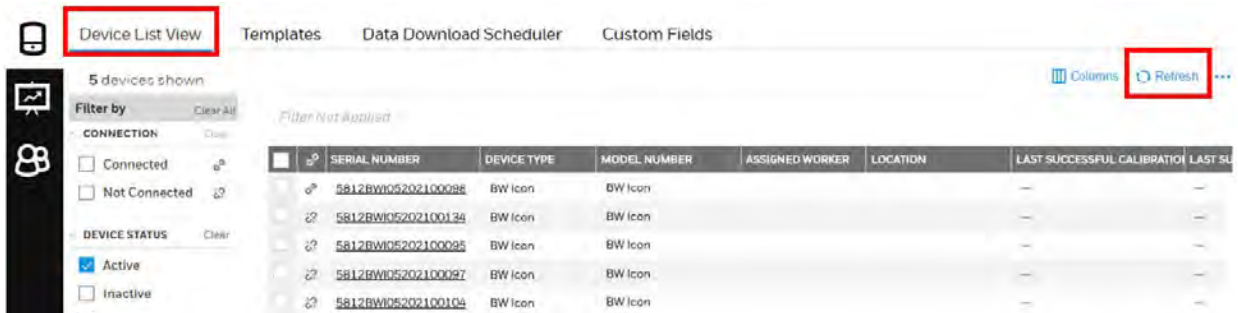 Device List View Templates Data Download Scheduler Custom Fields
5 devices shown
Columns Refresh ...
Filter by Clear All
Filter Not Applied
CONNECTION Clear
Connected
Not Connected
SERIAL NUMBER DEVICE TYPE MODEL NUMBER ASSIGNED WORKER LOCATION LAST SUCCESSFUL CALIBRATIO LAST SU
5812BWI05202100096 BW Icon BW Icon — —
5812BWI05202100134 BW Icon BW Icon — —
5812BWI05202100095 BW Icon BW Icon — —
5812BWI05202100097 BW Icon BW Icon — —
5812BWI05202100104 BW Icon BW Icon — —
DEVICE STATUS Clear
Active
Inactive